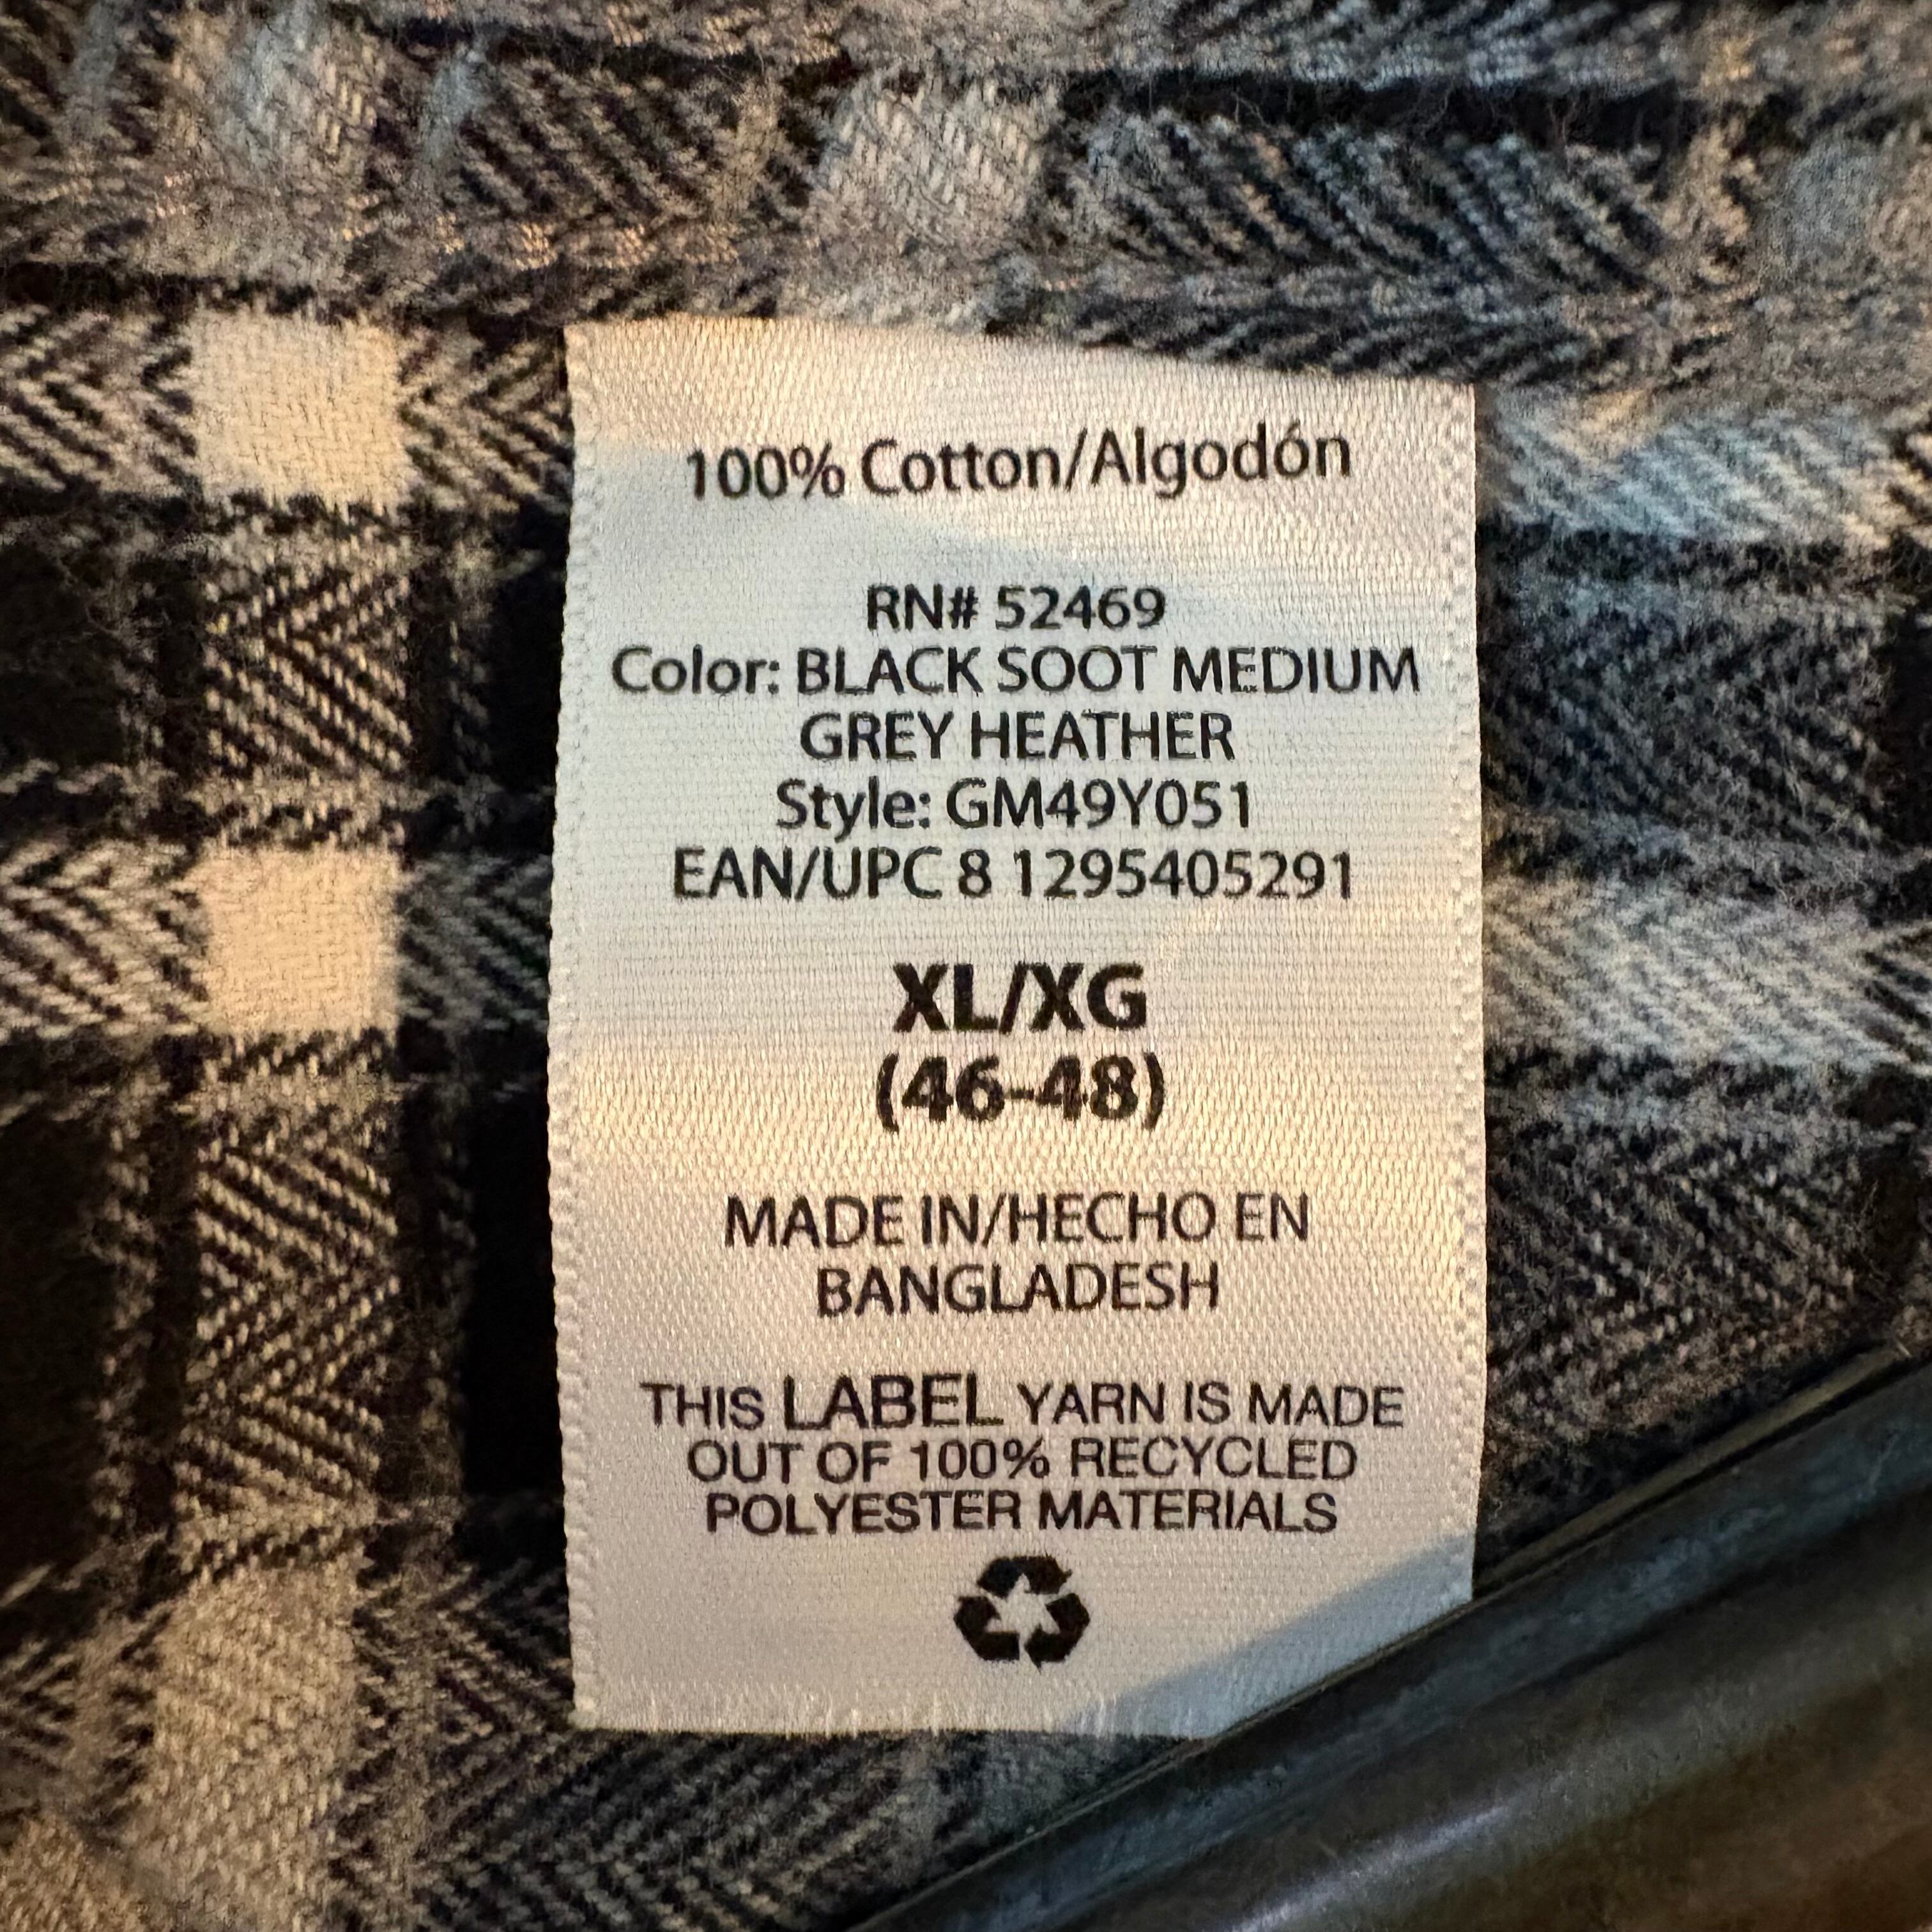 100% Cotton/Algodón
RN# 52469
Color: BLACK SOOT MEDIUM
GREY HEATHER
Style: GM49Y051
EAN/UPC 8 1295405291
XL/XG
(46-48)
MADE IN/HECHO EN
BANGLADESH
THIS LABEL YARN IS MADE
OUT OF 100% RECYCLED
POLYESTER MATERIALS